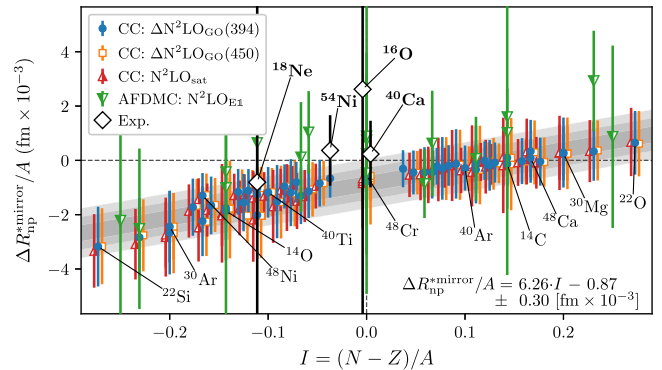 CC: ΔN²LO_GO(394)
CC: ΔN²LO_GO(450)
CC: N²LO_sat
AFDMC: N²LO_E1
Exp.
¹⁸Ne
¹⁶O
⁵⁴Ni
⁴⁰Ca
4
2
0
−2
−4
ΔR*mirror_np/A (fm × 10⁻³)
²²Si
³⁰Ar
⁴⁸Ni
¹⁴O
⁴⁰Ti
⁴⁸Cr
⁴⁰Ar
¹⁴C
⁴⁸Ca
³⁰Mg
²²O
ΔR*mirror_np/A = 6.26·I − 0.87
± 0.30 [fm × 10⁻³]
−0.2 −0.1 0.0 0.1 0.2
I = (N − Z)/A